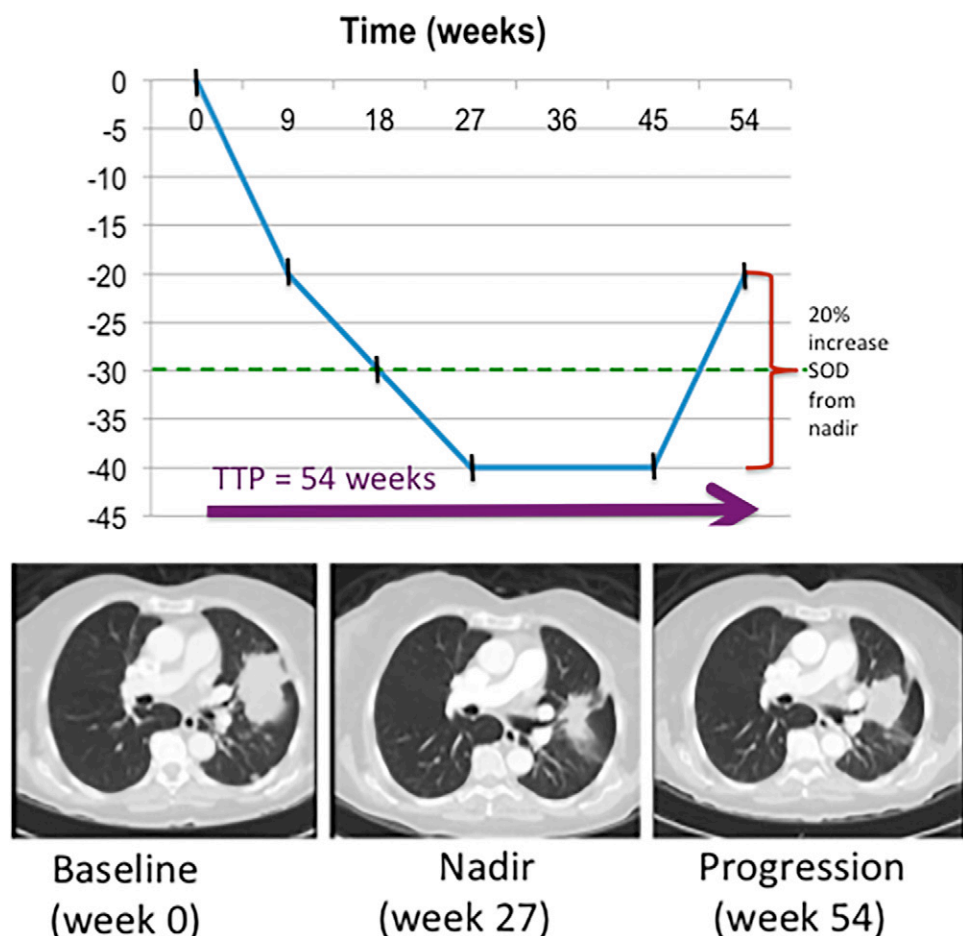 Time (weeks)
0
0 9 18 27 36 45 54
-5
-10
-15
-20
-25
-30
-35
-40
-45
20%
increase
SOD
from
nadir
TTP = 54 weeks
Baseline
(week 0)
Nadir
(week 27)
Progression
(week 54)